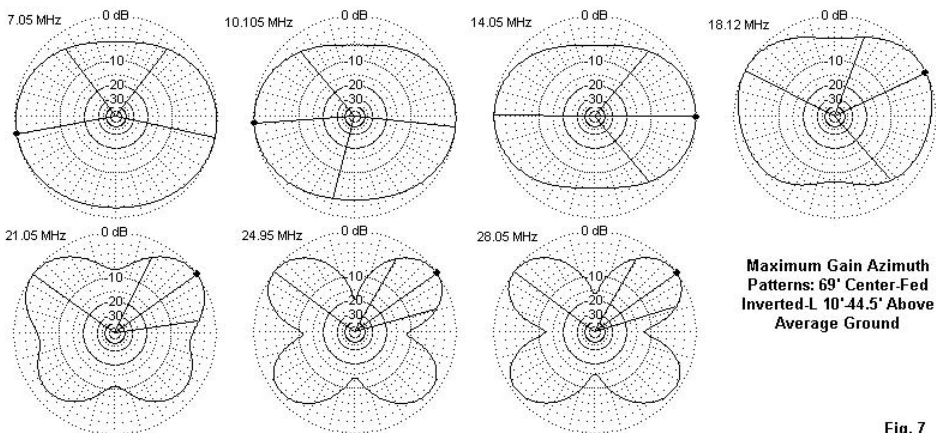 7.05 MHz
0 dB
-10
-20
30
10.105 MHz
0 dB
-10
-20
30
14.05 MHz
0 dB
-10
-20
30
18.12 MHz
0 dB
-10
-20
30
21.05 MHz
0 dB
-10
20
30
24.95 MHz
0 dB
-10
20
30
28.05 MHz
0 dB
-10
20
30
Maximum Gain Azimuth
Patterns: 69' Center-Fed
Inverted-L 10'-44.5' Above
Average Ground
Fig. 7